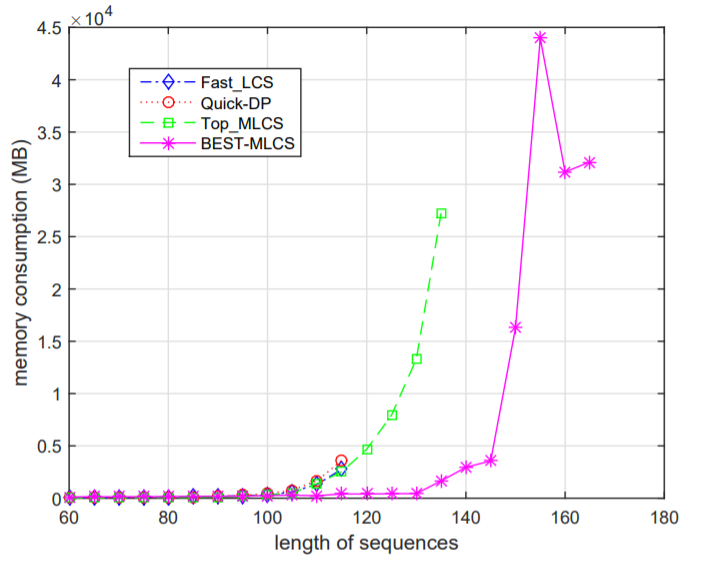 ×10^4
4.5
4
3.5
3
2.5
2
1.5
1
0.5
0
memory consumption (MB)
Fast_LCS
Quick-DP
Top_MLCS
BEST-MLCS
60 80 100 120 140 160 180
length of sequences